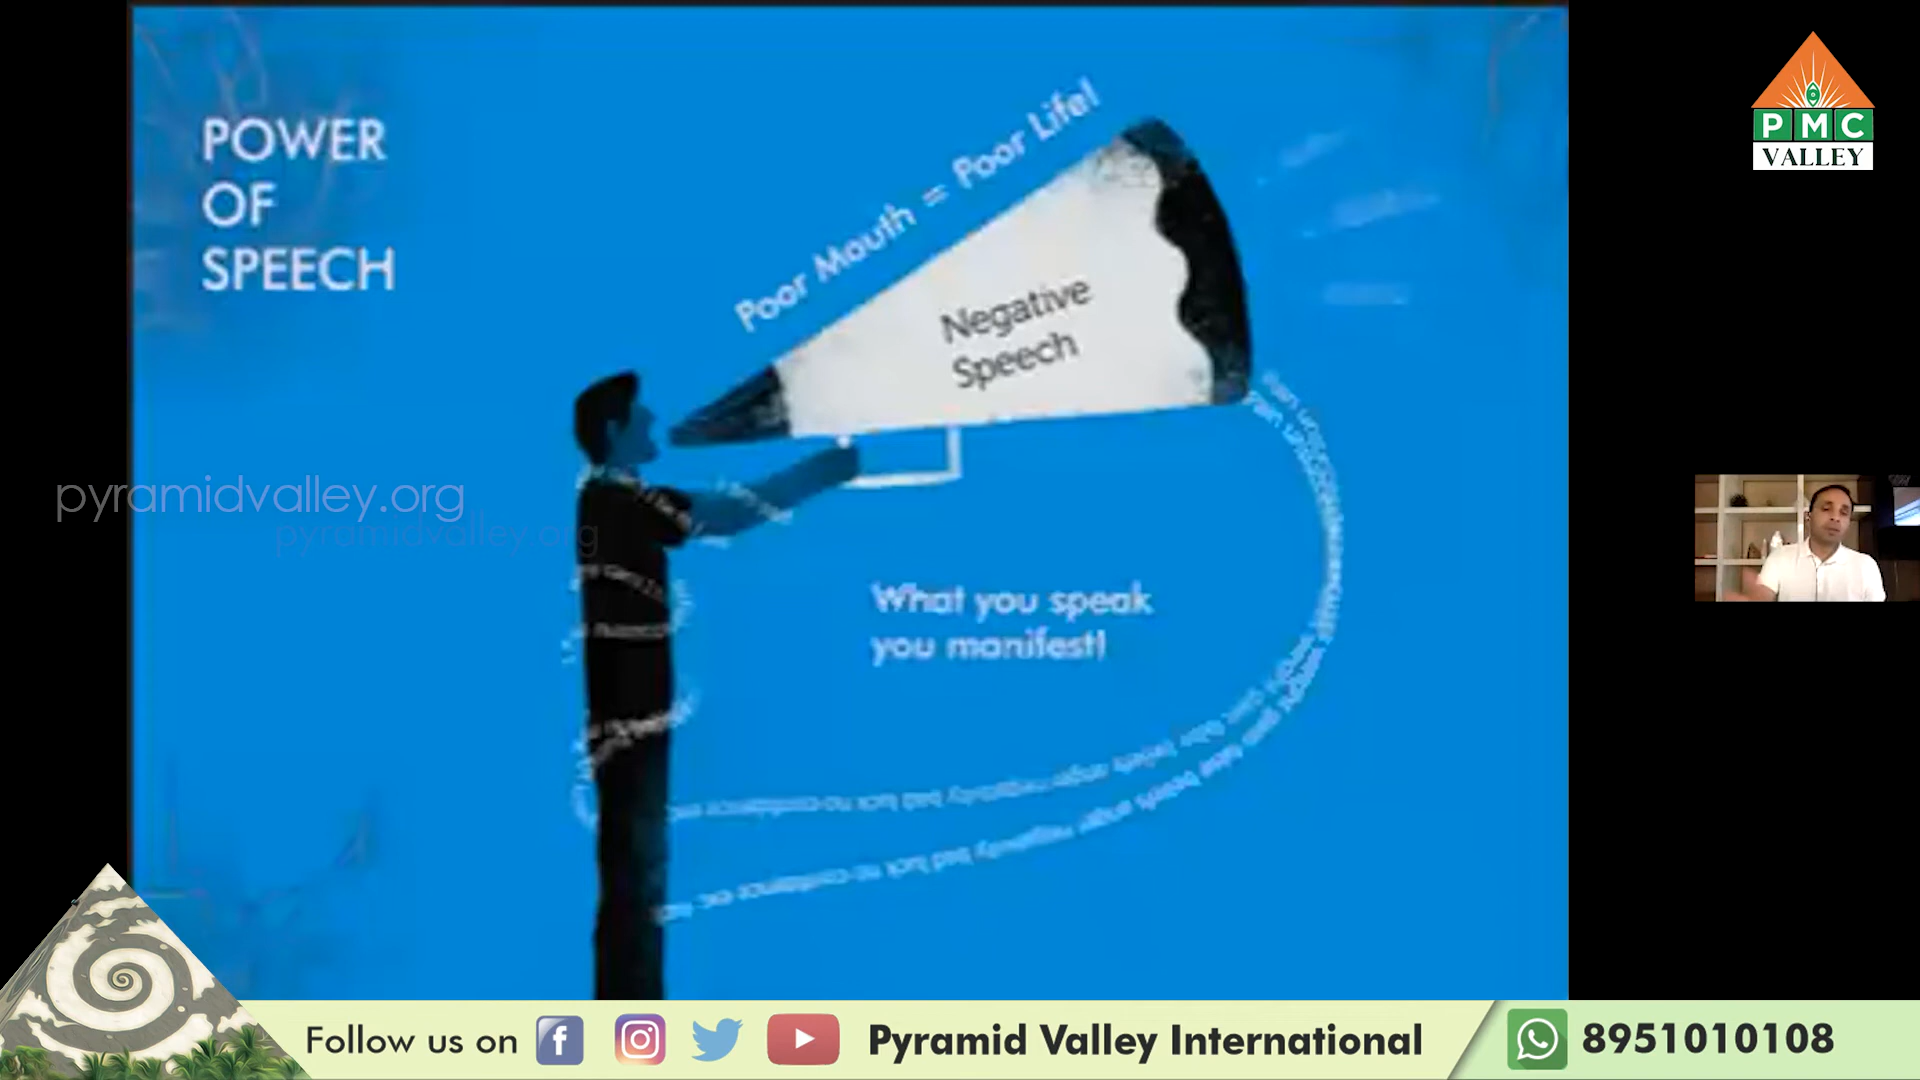 POWER
OF
SPEECH
Poor Mouth = Poor Life!
Negative
Speech
What you speak
you manifest!
pyramidvalley.org
pyramidvalley.org
PMC
VALLEY
Follow us on
Pyramid Valley International
8951010108